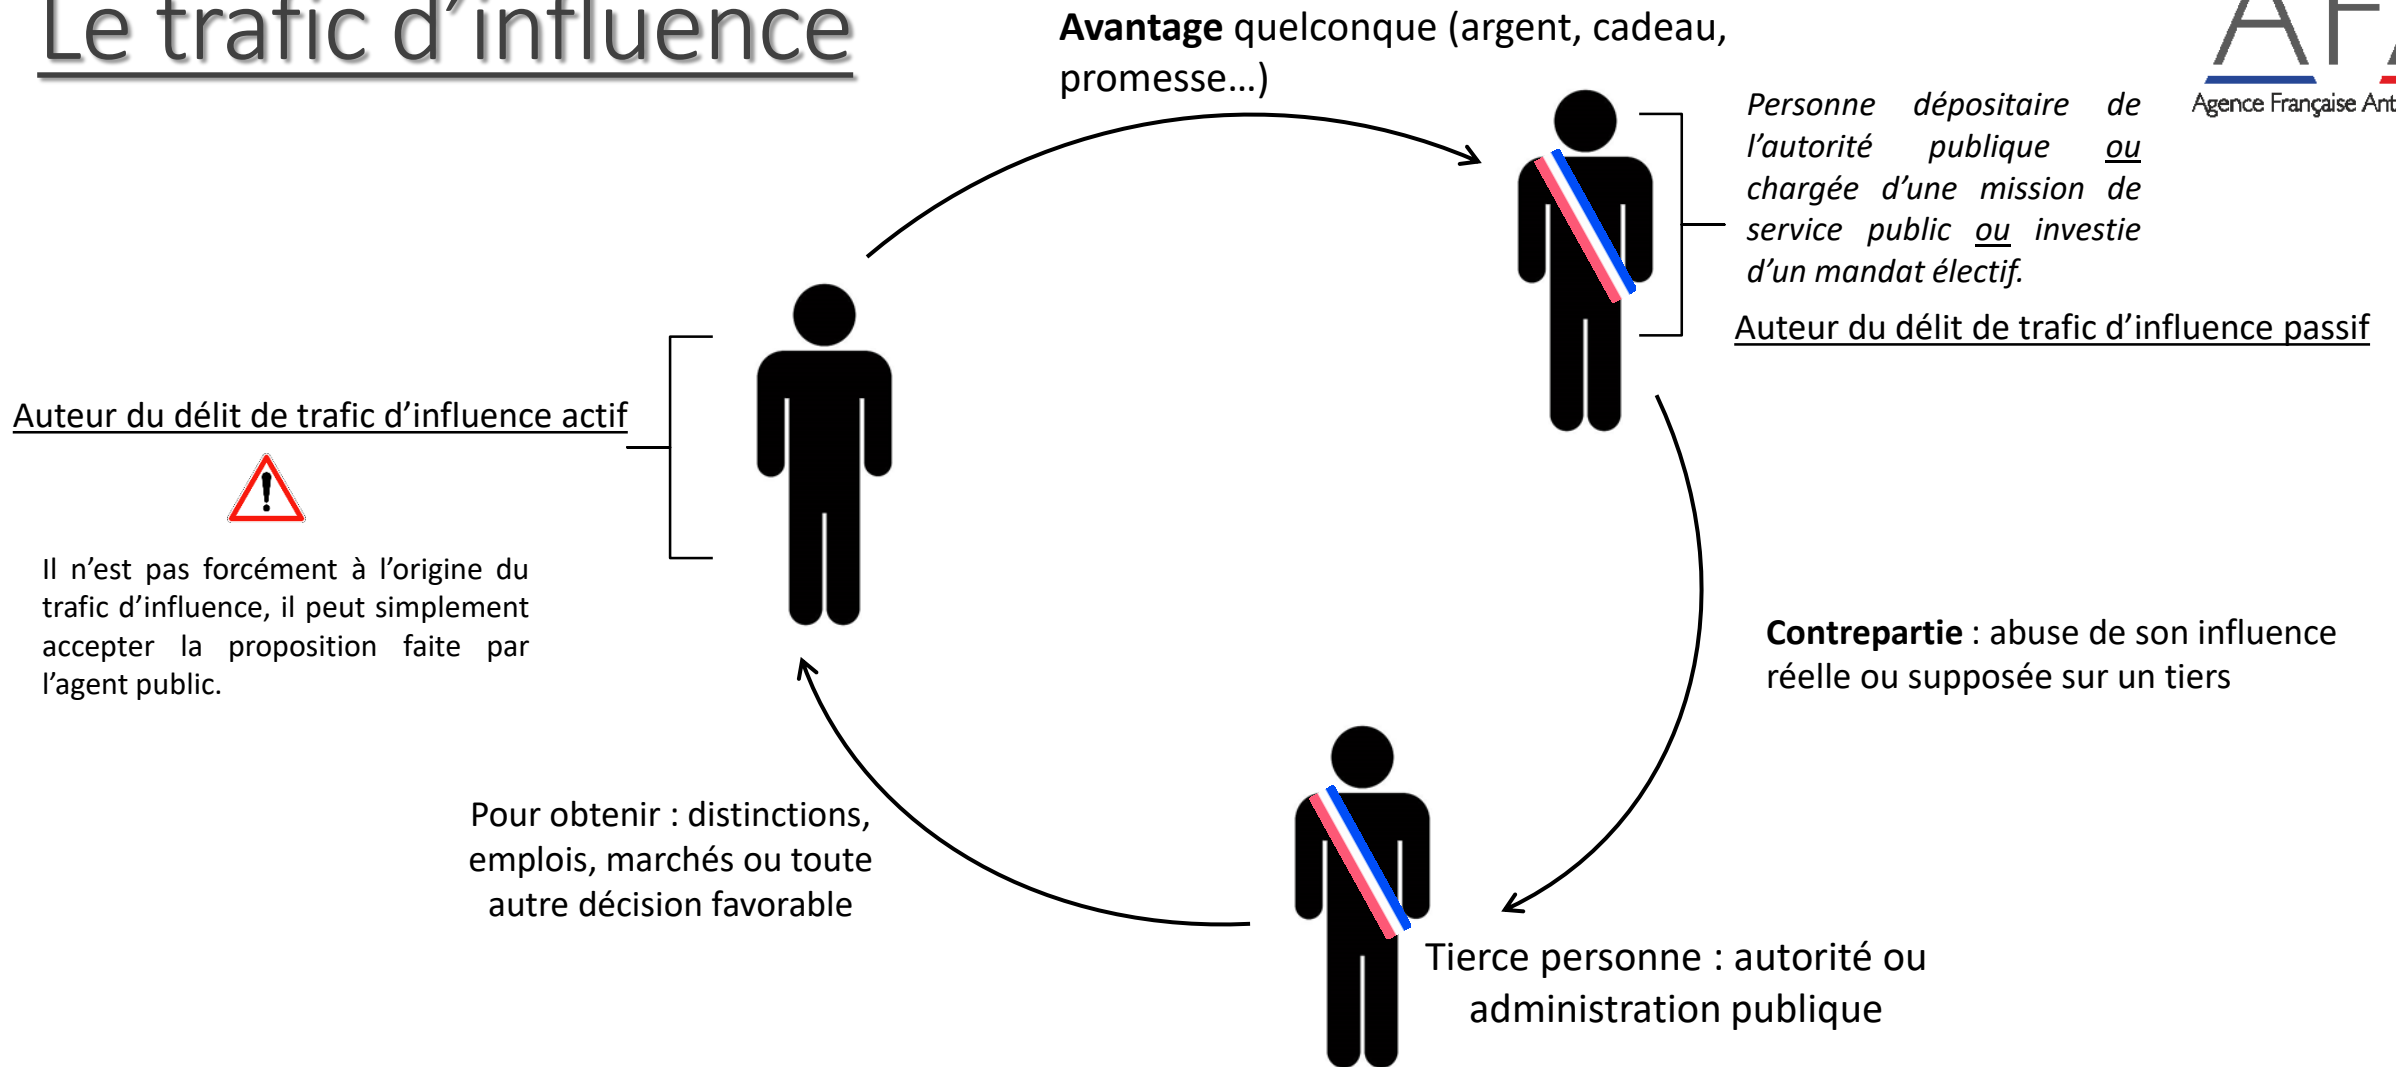 Le trafic d’influence
Avantage quelconque (argent, cadeau,
promesse…)
AFA
Agence Française Ant
Personne dépositaire de
l’autorité publique ou
chargée d’une mission de
service public ou investie
d’un mandat électif.
Auteur du délit de trafic d’influence passif
Auteur du délit de trafic d’influence actif
Il n’est pas forcément à l’origine du
trafic d’influence, il peut simplement
accepter la proposition faite par
l’agent public.
Contrepartie : abuse de son influence
réelle ou supposée sur un tiers
Pour obtenir : distinctions,
emplois, marchés ou toute
autre décision favorable
Tierce personne : autorité ou
administration publique